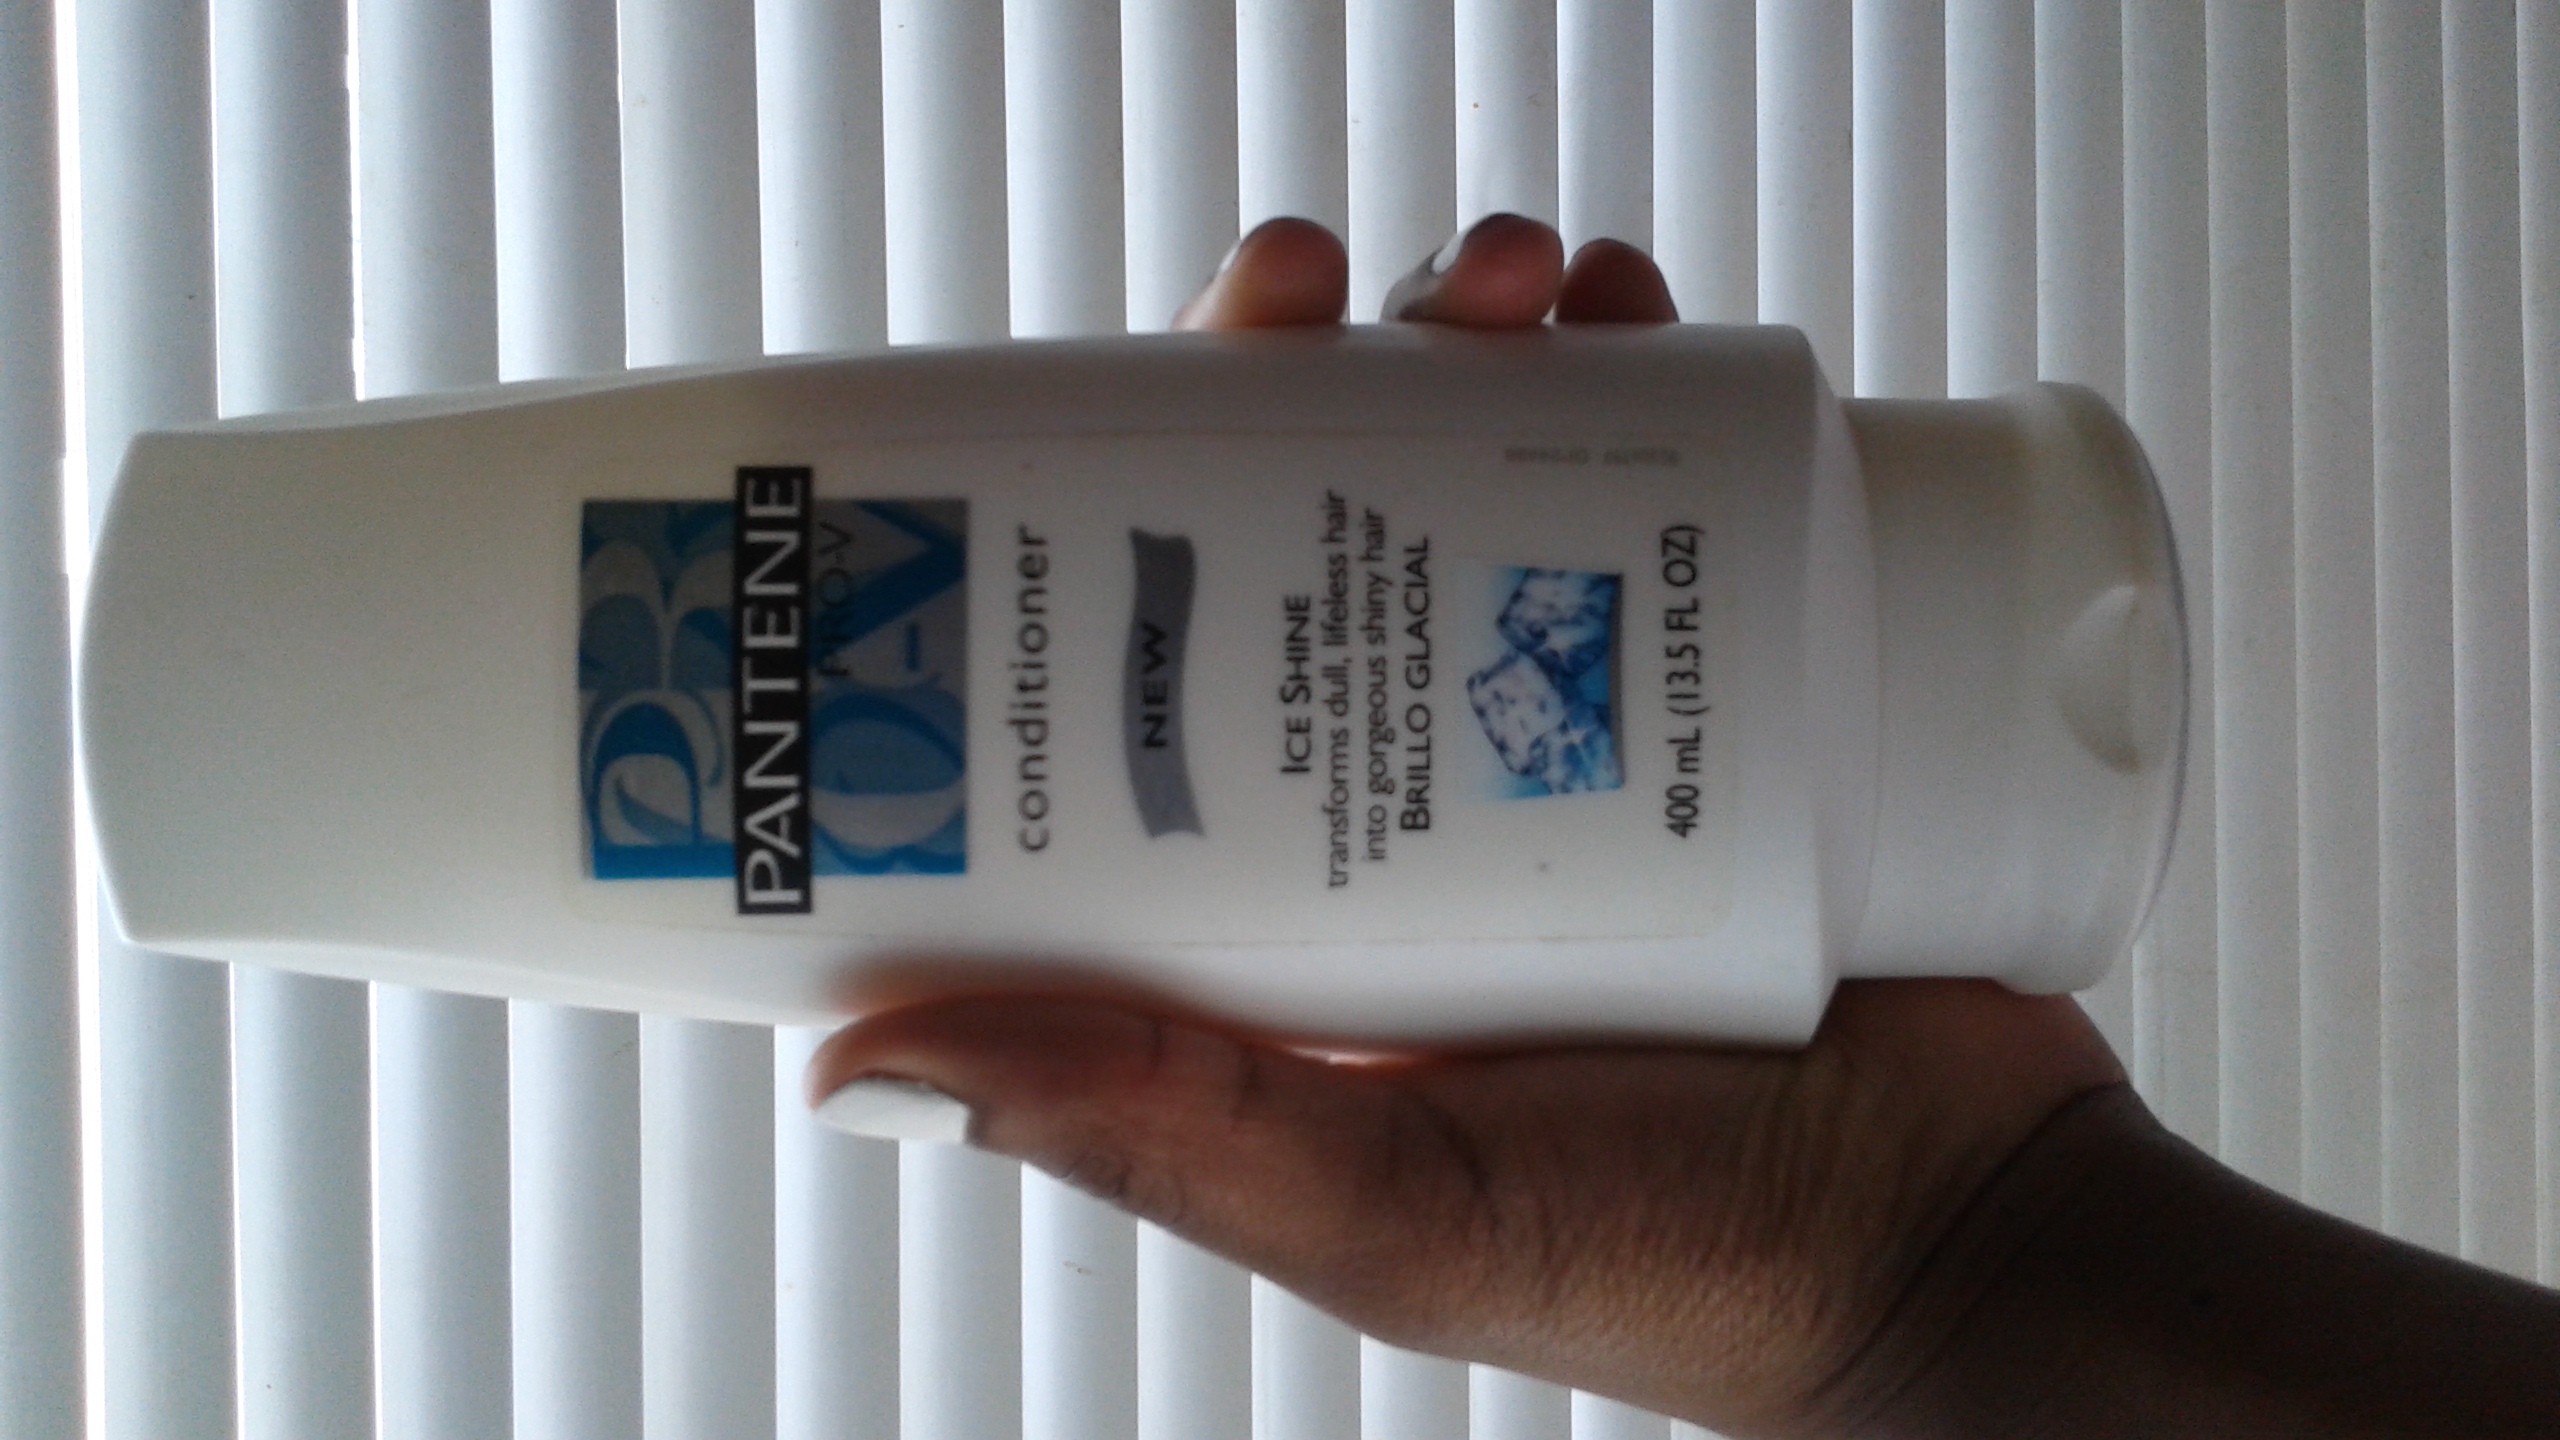 PANTENE
PRO-V
PRO-V
conditioner
NEW
ICE SHINE
transforms dull, lifeless hair
into gorgeous shiny hair
BRILLO GLACIAL
400 mL (13.5 FL OZ)